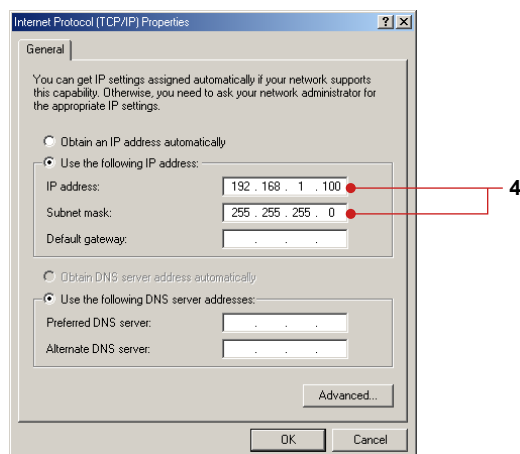 Internet Protocol (TCP/IP) Properties
General
You can get IP settings assigned automatically if your network supports
this capability. Otherwise, you need to ask your network administrator for
the appropriate IP settings.
Obtain an IP address automatically
Use the following IP address:
IP address: 192 . 168 . 1 . 100
4
Subnet mask: 255 . 255 . 255 . 0
Default gateway: . . .
Obtain DNS server address automatically
Use the following DNS server addresses:
Preferred DNS server: . . .
Alternate DNS server: . . .
Advanced...
OK Cancel